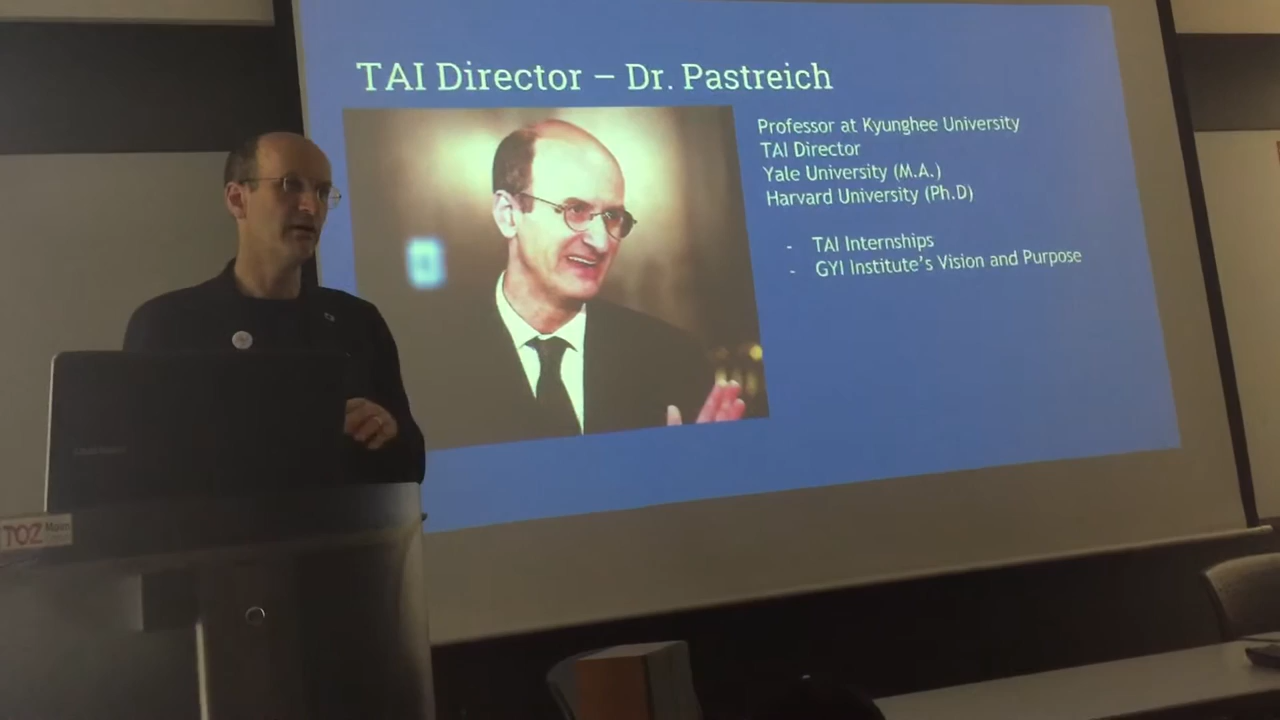 TAI Director – Dr. Pastreich
Professor at Kyunghee University
TAI Director
Yale University (M.A.)
Harvard University (Ph.D)
- TAI Internships
- GYI Institute's Vision and Purpose
TOZ